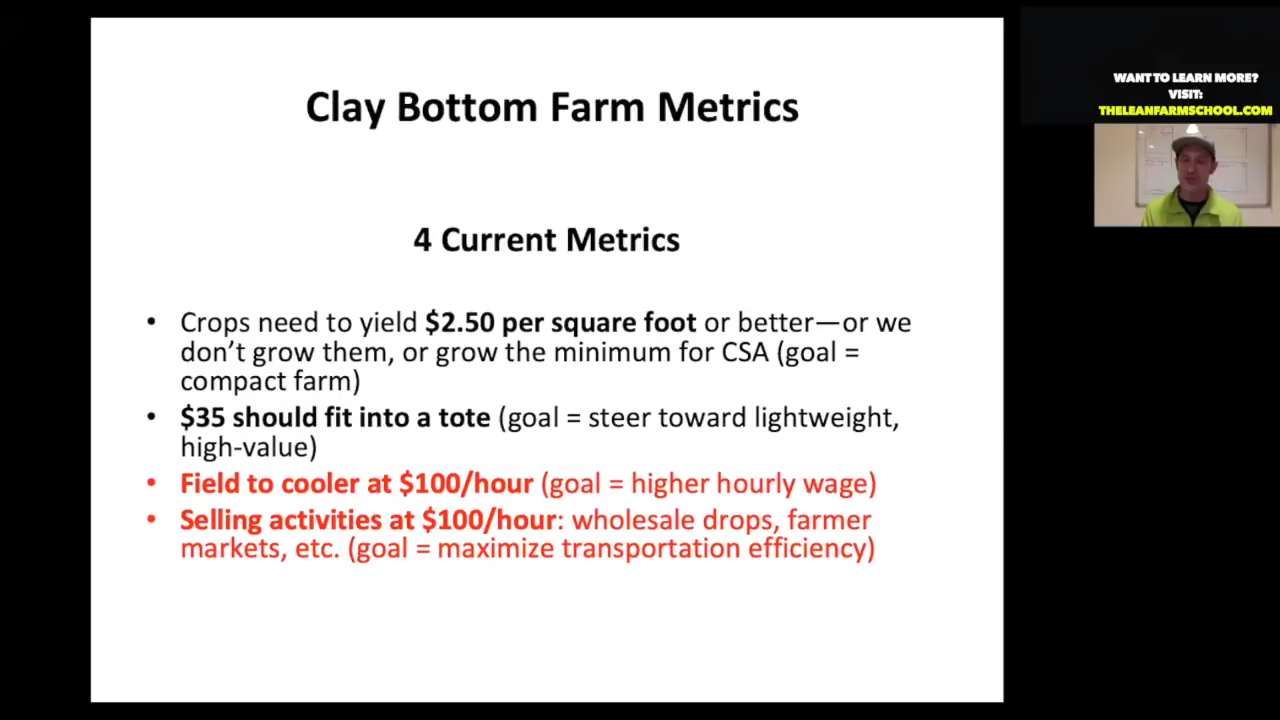 Clay Bottom Farm Metrics
4 Current Metrics
• Crops need to yield $2.50 per square foot or better—or we
don’t grow them, or grow the minimum for CSA (goal =
compact farm)
• $35 should fit into a tote (goal = steer toward lightweight,
high-value)
• Field to cooler at $100/hour (goal = higher hourly wage)
• Selling activities at $100/hour: wholesale drops, farmer
markets, etc. (goal = maximize transportation efficiency)
WANT TO LEARN MORE?
VISIT:
THELEANFARMSCHOOL.COM